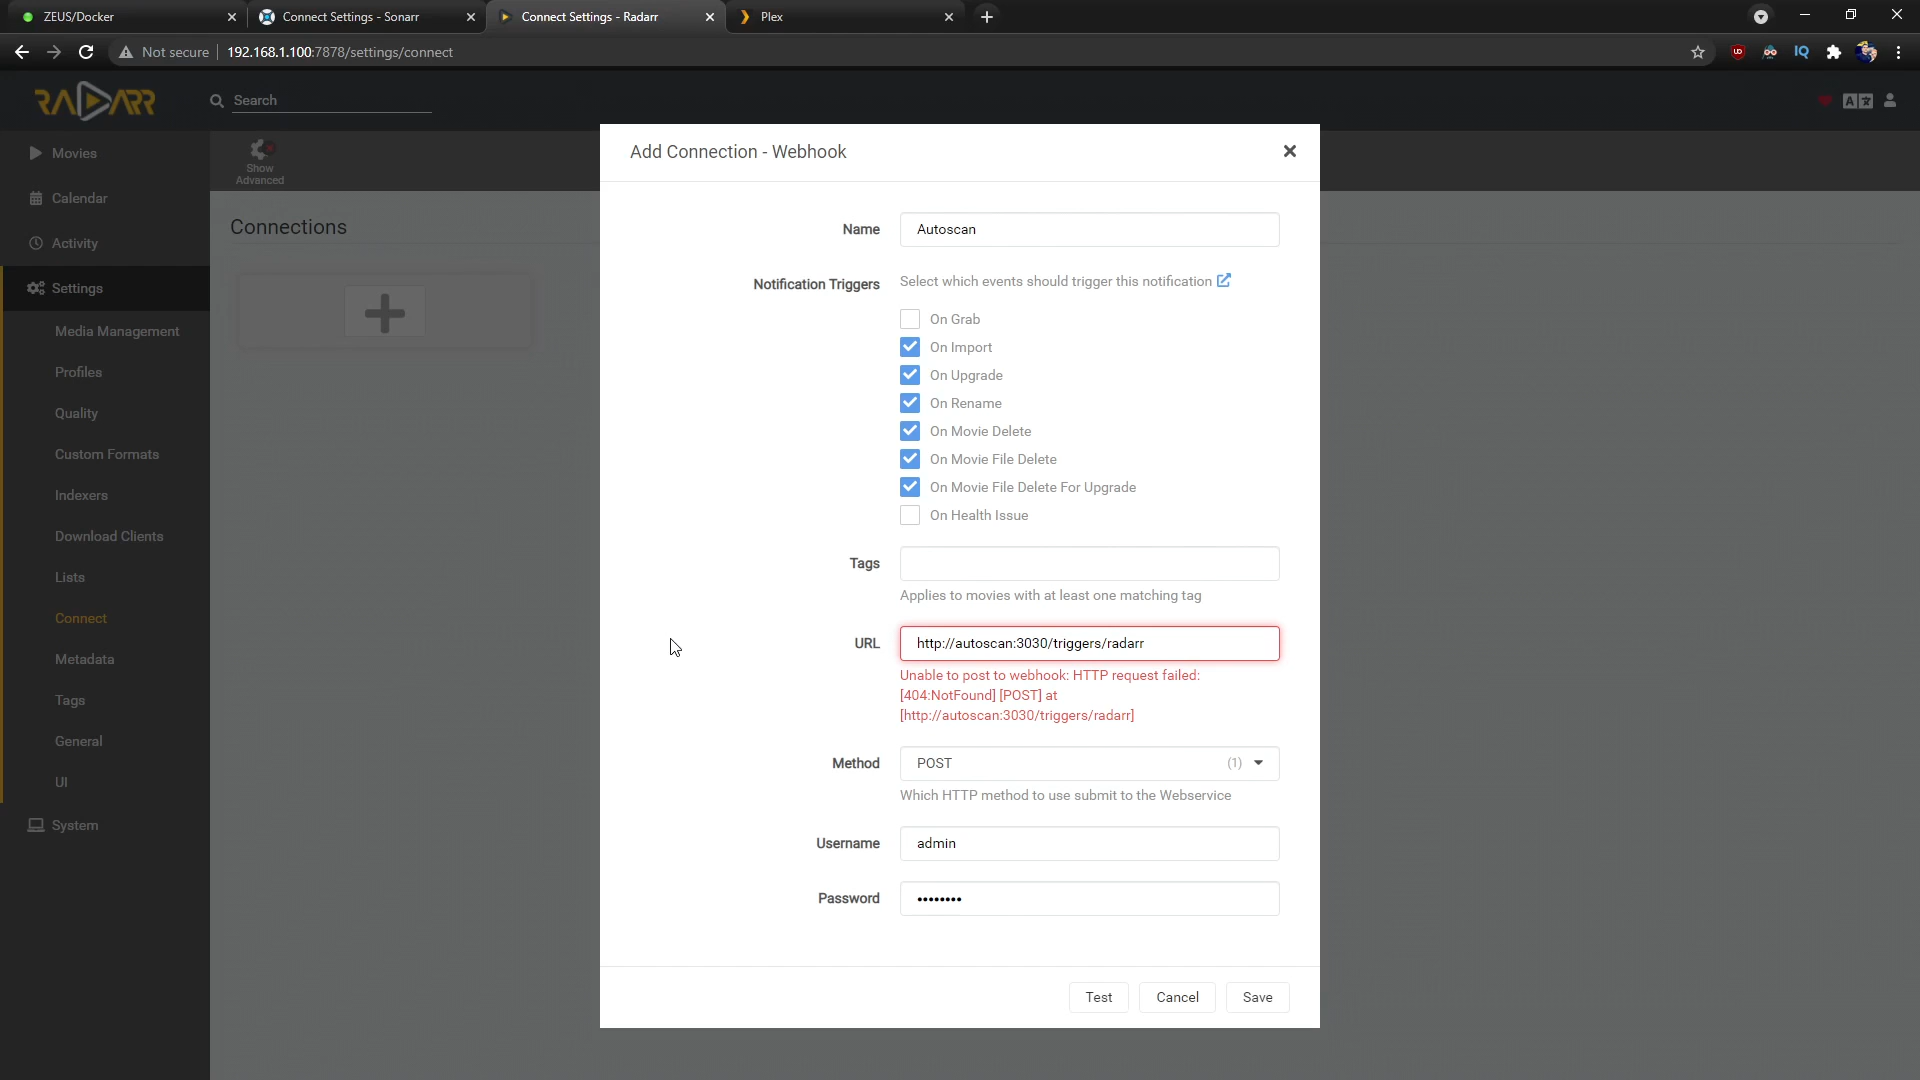 ZEUS/Docker
Connect Settings - Sonarr
Connect Settings - Radarr
Plex
Not secure
192.168.1.100:7878/settings/connect
RADARR
Search
Movies
Calendar
Activity
Settings
Media Management
Profiles
Quality
Custom Formats
Indexers
Download Clients
Lists
Connect
Metadata
Tags
General
UI
System
Show
Advanced
Connections
Add Connection - Webhook
Name
Autoscan
Notification Triggers
Select which events should trigger this notification
On Grab
On Import
On Upgrade
On Rename
On Movie Delete
On Movie File Delete
On Movie File Delete For Upgrade
On Health Issue
Tags
Applies to movies with at least one matching tag
URL
http://autoscan:3030/triggers/radarr
Unable to post to webhook: HTTP request failed:
[404:NotFound] [POST] at
[http://autoscan:3030/triggers/radarr]
Method
POST
(1)
Which HTTP method to use submit to the Webservice
Username
admin
Password
••••••••
Test
Cancel
Save